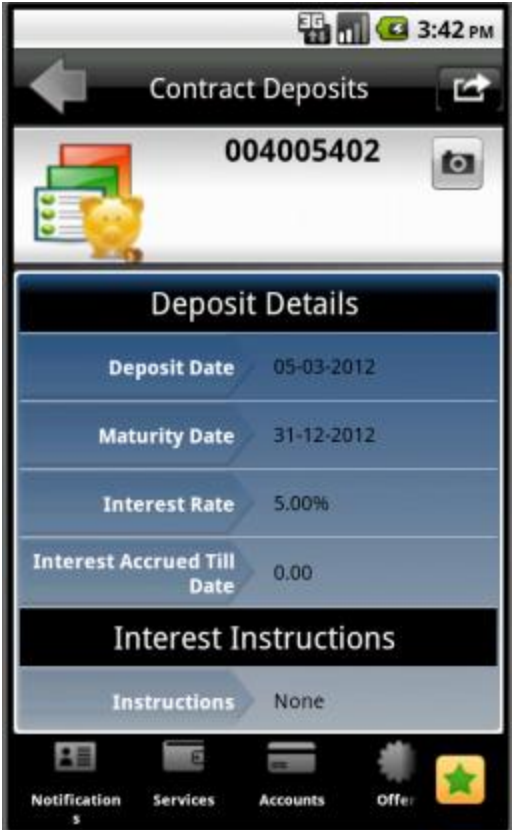 3G 3:42 PM
Contract Deposits
004005402
Deposit Details
Deposit Date 05-03-2012
Maturity Date 31-12-2012
Interest Rate 5.00%
Interest Accrued Till
Date 0.00
Interest Instructions
Instructions None
Notification
s Services Accounts Offer